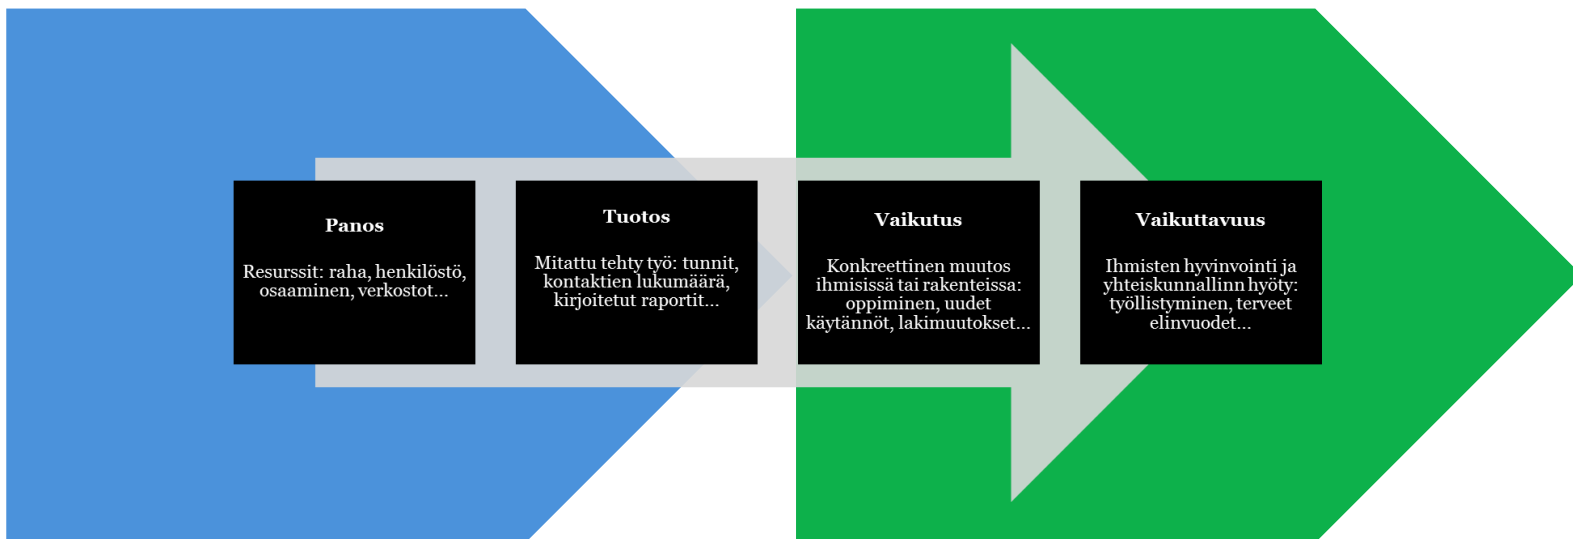 Panos
Resurssit: raha, henkilöstö,
osaaminen, verkostot...
Tuotos
Mitattu tehty työ: tunnit,
kontaktien lukumäärä,
kirjoitetut raportit...
Vaikutus
Konkreettinen muutos
ihmisissä tai rakenteissa:
oppiminen, uudet
käytännöt, lakimuutokset...
Vaikuttavuus
Ihmisten hyvinvointi ja
yhteiskunnallinn hyöty:
työllistyminen, terveet
elinvuodet...